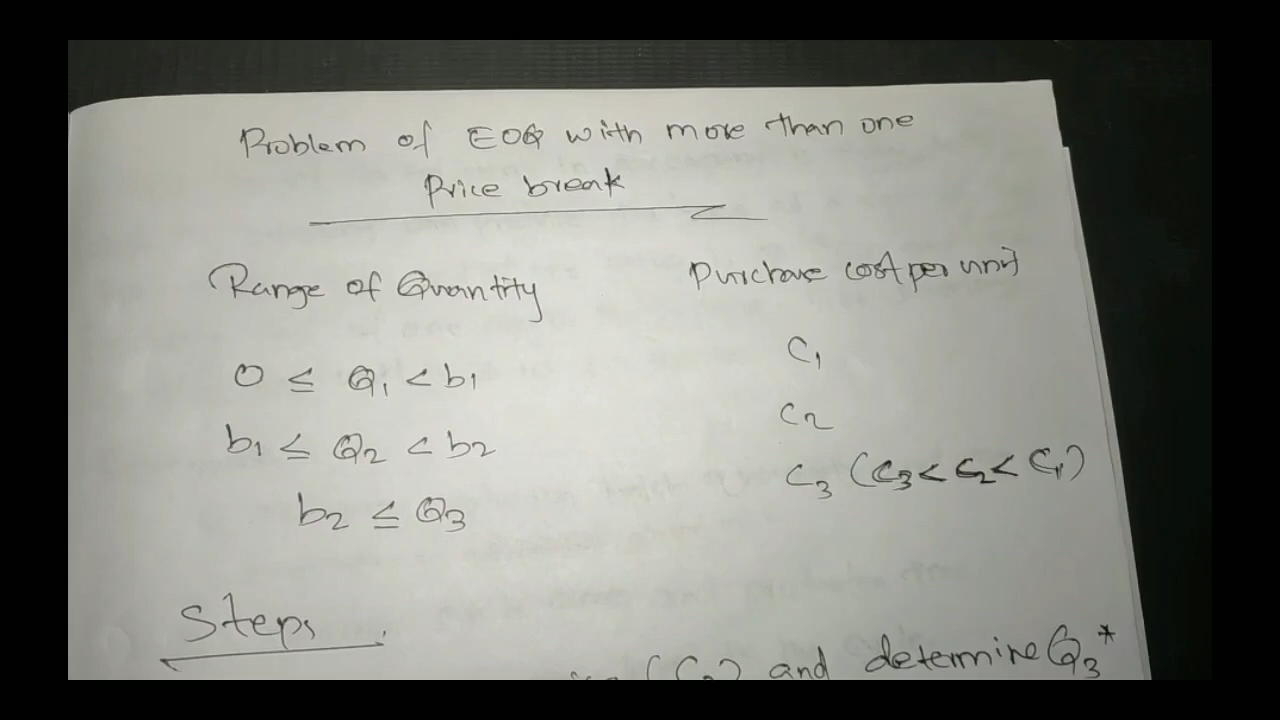 Problem of EOQ with more than one
Price break
Range of Quantity Purchase cost per unit
0 ≤ Q₁ < b₁ C₁
b₁ ≤ Q₂ < b₂ C₂
b₂ ≤ Q₃ C₃ (C₃ < C₂ < C₁)
Steps
and determine Q₃*